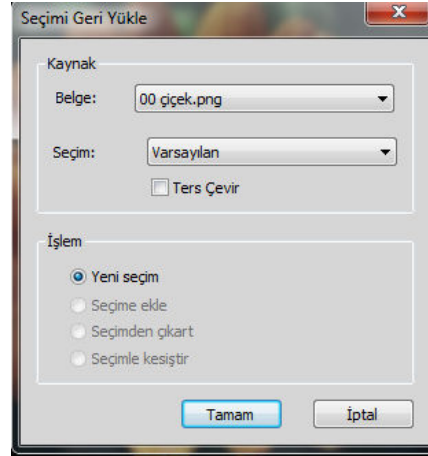 Seçimi Geri Yükle
Kaynak
Belge: 00 çiçek.png
Seçim: Varsayılan
Ters Çevir
İşlem
Yeni seçim
Seçime ekle
Seçimden çıkart
Seçimle kesiştir
Tamam İptal